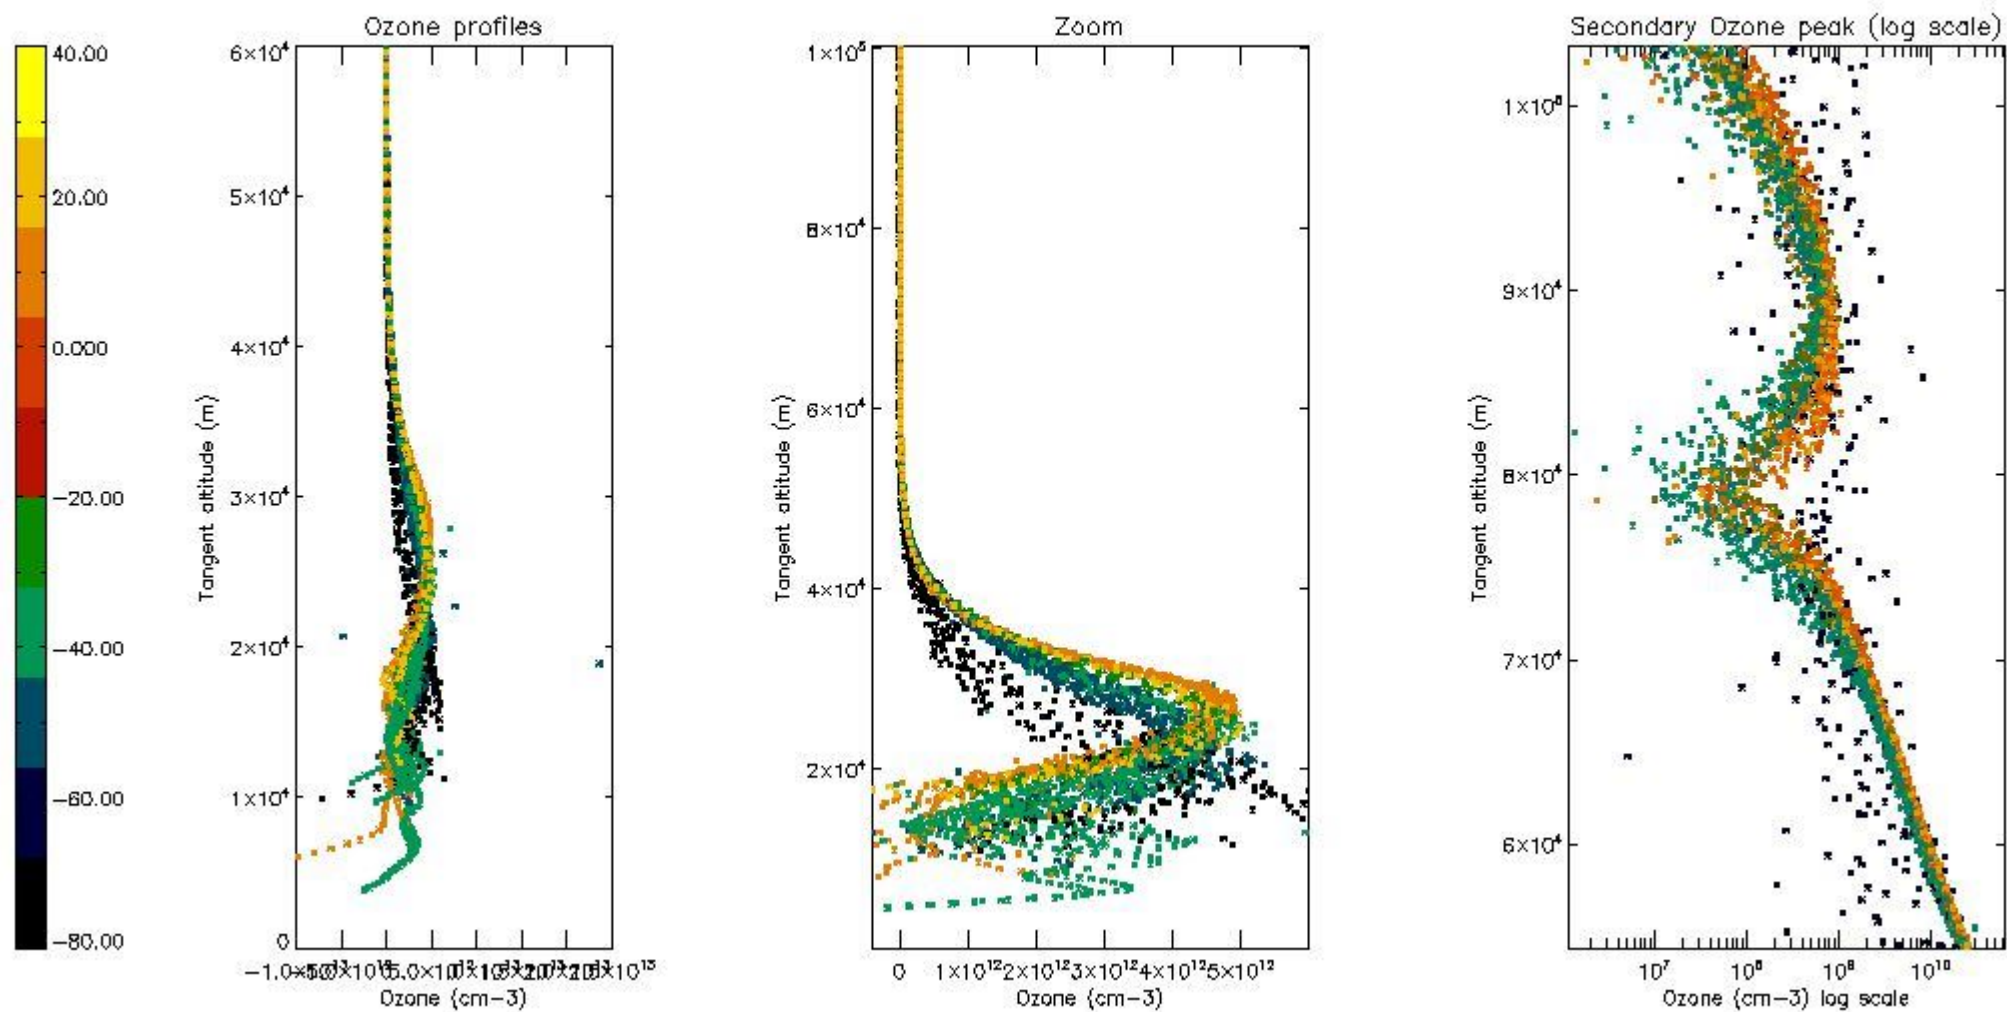 Ozone profiles
Zoom
Secondary Ozone peak (log scale)
40.00
20.00
0.000
−20.00
−40.00
−60.00
−80.00
6×10⁴
5×10⁴
4×10⁴
3×10⁴
2×10⁴
1×10⁴
0
Tangent altitude (m)
Ozone (cm−3)
1×10⁵
8×10⁴
6×10⁴
4×10⁴
2×10⁴
Tangent altitude (m)
0 1×10¹² 2×10¹² 3×10¹² 4×10¹² 5×10¹²
Ozone (cm−3)
9×10⁴
8×10⁴
7×10⁴
6×10⁴
Tangent altitude (m)
10⁷ 10⁸ 10⁹ 10¹⁰
Ozone (cm−3) log scale